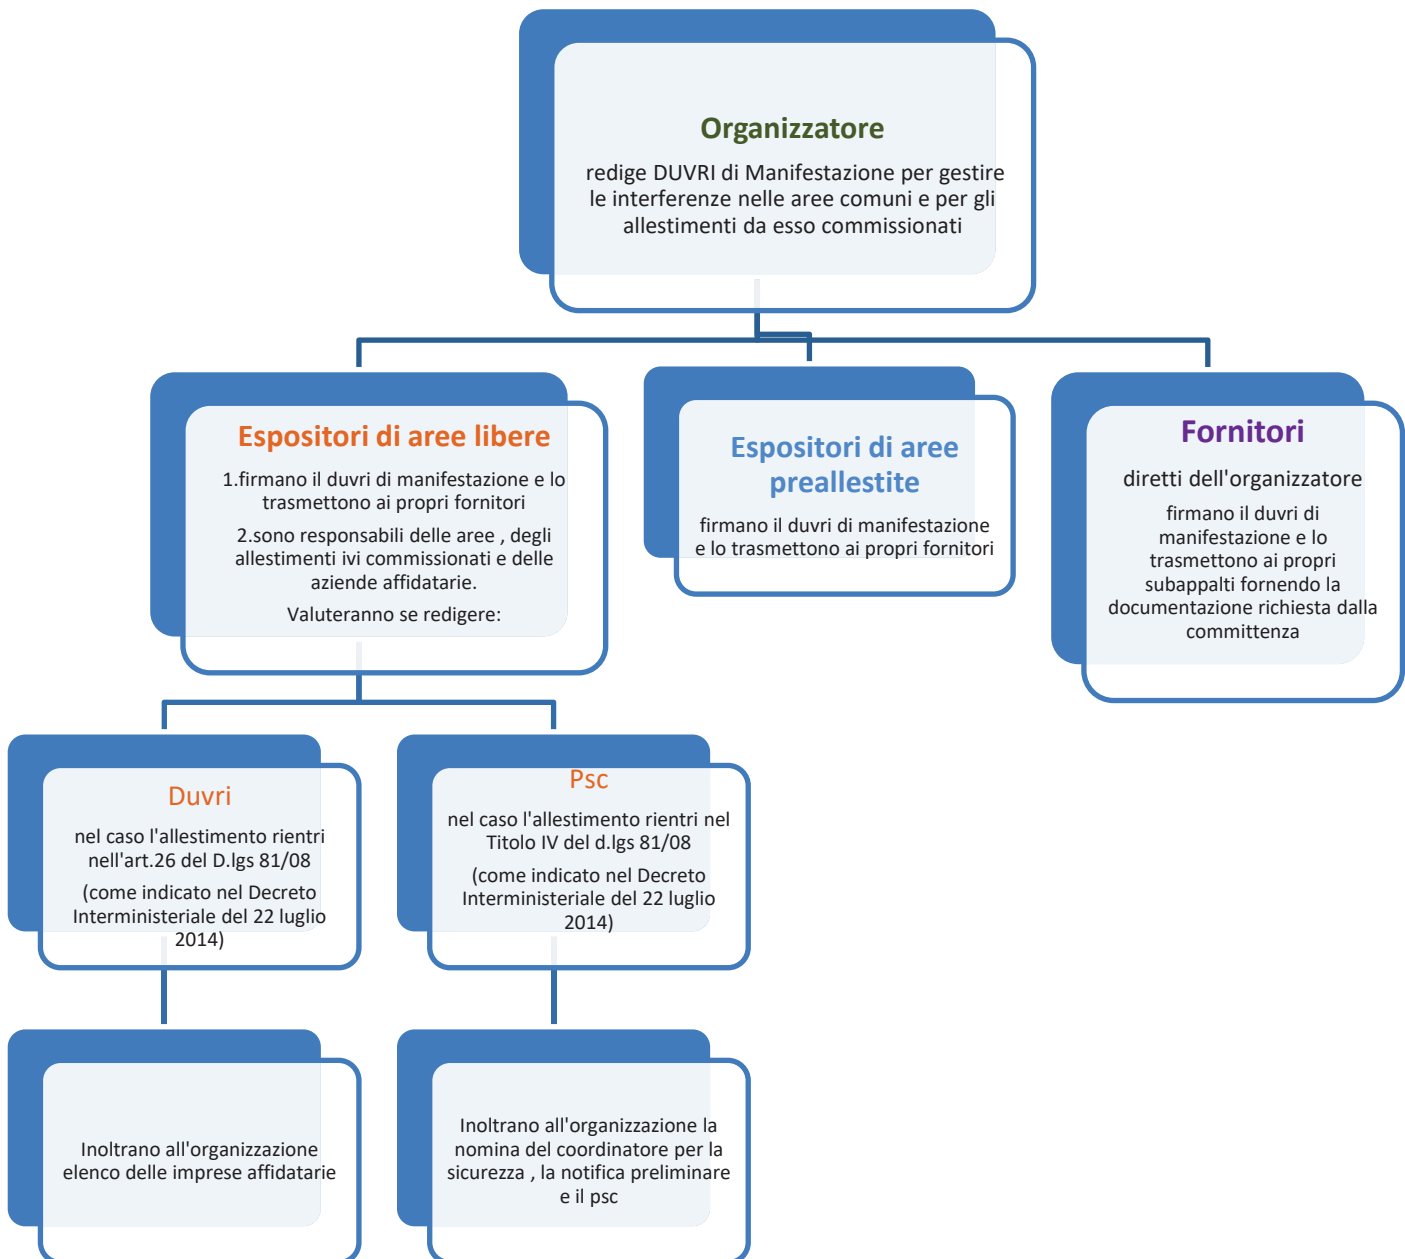 Organizzatore
redige DUVRI di Manifestazione per gestire
le interferenze nelle aree comuni e per gli
allestimenti da esso commissionati
Espositori di aree libere
1.firmano il duvri di manifestazione e lo
trasmettono ai propri fornitori
2.sono responsabili delle aree , degli
allestimenti ivi commissionati e delle
aziende affidatarie.
Valuteranno se redigere:
Espositori di aree
preallestite
firmano il duvri di manifestazione
e lo trasmettono ai propri fornitori
Fornitori
diretti dell'organizzatore
firmano il duvri di
manifestazione e lo
trasmettono ai propri
subappalti fornendo la
documentazione richiesta dalla
committenza
Duvri
nel caso l'allestimento rientri
nell'art.26 del D.lgs 81/08
(come indicato nel Decreto
Interministeriale del 22 luglio
2014)
Psc
nel caso l'allestimento rientri nel
Titolo IV del d.lgs 81/08
(come indicato nel Decreto
Interministeriale del 22 luglio
2014)
Inoltrano all'organizzazione
elenco delle imprese affidatarie
Inoltrano all'organizzazione la
nomina del coordinatore per la
sicurezza , la notifica preliminare
e il psc